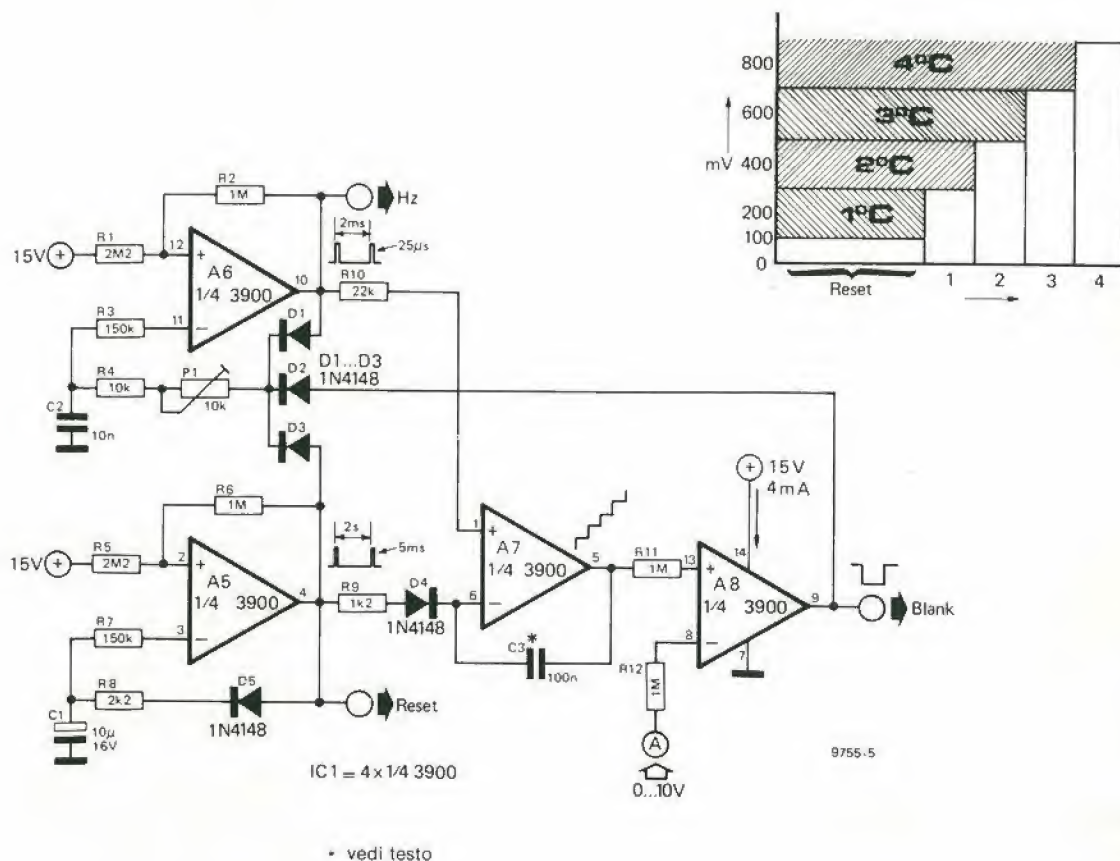 800
600
mV 400
200
100
0
4°C
3°C
2°C
1°C
Reset
1 2 3 4
R2
1M
Hz
2ms
25µs
15V
R1
2M2
12
+
A6
1/4 3900
10
R10
22k
R3
150k
11
−
D1
D2
D1...D3
1N4148
R4
10k
P1
10k
C2
10n
D3
R6
1M
15V
R5
2M2
2
+
A5
1/4 3900
4
2s
5ms
R9
1k2
D4
1N4148
R7
150k
3
−
R8
2k2
D5
1N4148
C1
10µ
16V
Reset
1
+
A7
1/4 3900
5
6
−
C3*
100n
R11
1M
15V
4mA
13
+
14
A8
1/4 3900
9
8
−
7
Blank
R12
1M
A
0...10V
IC1 = 4 x 1/4 3900
9755-5
* vedi testo